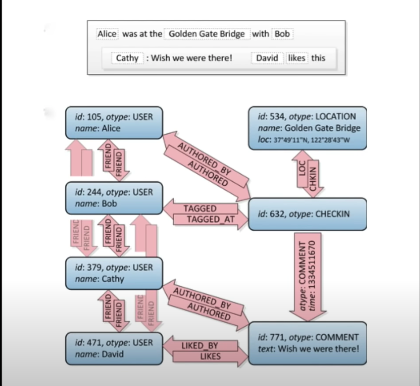 Alice was at the Golden Gate Bridge with Bob
Cathy : Wish we were there! David likes this
id: 105, otype: USER
name: Alice
id: 534, otype: LOCATION
name: Golden Gate Bridge
loc: 37°49'11"N, 122°28'43"W
FRIEND
FRIEND
AUTHORED_BY
AUTHORED
LOC
CHKIN
id: 244, otype: USER
name: Bob
TAGGED
TAGGED_AT
id: 632, otype: CHECKIN
FRIEND
FRIEND
FRIEND
FRIEND
atype: COMMENT
time: 1334511670
id: 379, otype: USER
name: Cathy
AUTHORED_BY
AUTHORED
FRIEND
FRIEND
FRIEND
FRIEND
id: 471, otype: USER
name: David
LIKED_BY
LIKES
id: 771, otype: COMMENT
text: Wish we were there!